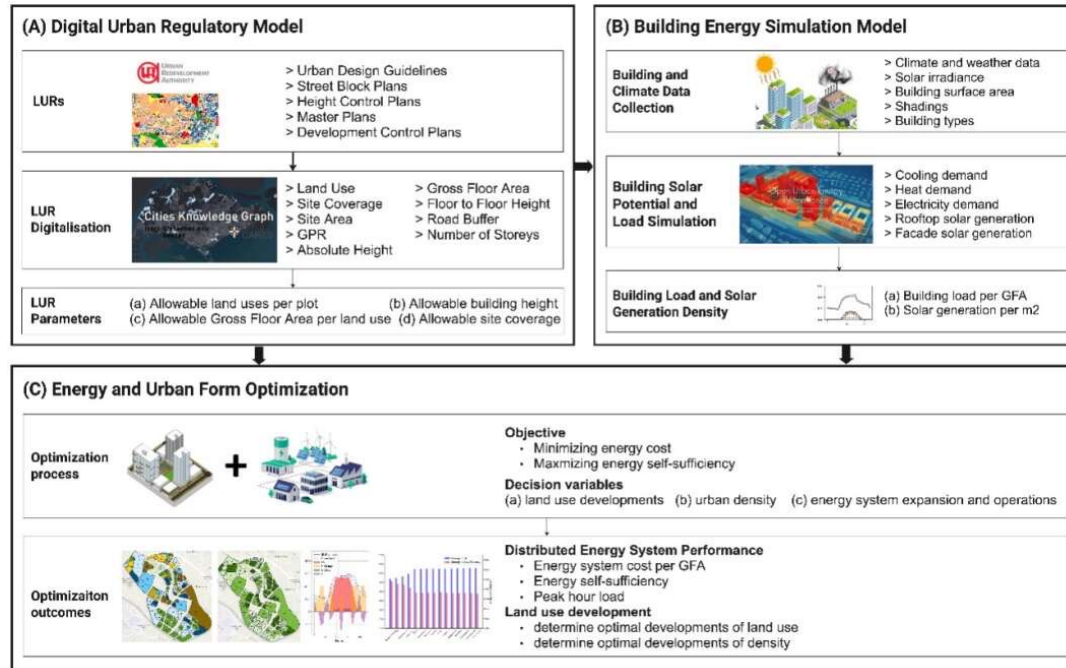 (A) Digital Urban Regulatory Model
LURs
URBAN
REDEVELOPMENT
AUTHORITY
> Urban Design Guidelines
> Street Block Plans
> Height Control Plans
> Master Plans
> Development Control Plans
LUR
Digitalisation
Cities Knowledge Graph
> Land Use
> Site Coverage
> Site Area
> GPR
> Absolute Height
> Gross Floor Area
> Floor to Floor Height
> Road Buffer
> Number of Storeys
LUR
Parameters
(a) Allowable land uses per plot (b) Allowable building height
(c) Allowable Gross Floor Area per land use (d) Allowable site coverage
(B) Building Energy Simulation Model
Building and
Climate Data
Collection
> Climate and weather data
> Solar irradiance
> Building surface area
> Shadings
> Building types
Building Solar
Potential and
Load Simulation
> Cooling demand
> Heat demand
> Electricity demand
> Rooftop solar generation
> Facade solar generation
Building Load and Solar
Generation Density
(a) Building load per GFA
(b) Solar generation per m2
(C) Energy and Urban Form Optimization
Optimization
process
+
Objective
• Minimizing energy cost
• Maxmizing energy self-sufficiency
Decision variables
(a) land use developments (b) urban density (c) energy system expansion and operations
Optimizaiton
outcomes
Distributed Energy System Performance
• Energy system cost per GFA
• Energy self-sufficiency
• Peak hour load
Land use development
• determine optimal developments of land use
• determine optimal developments of density